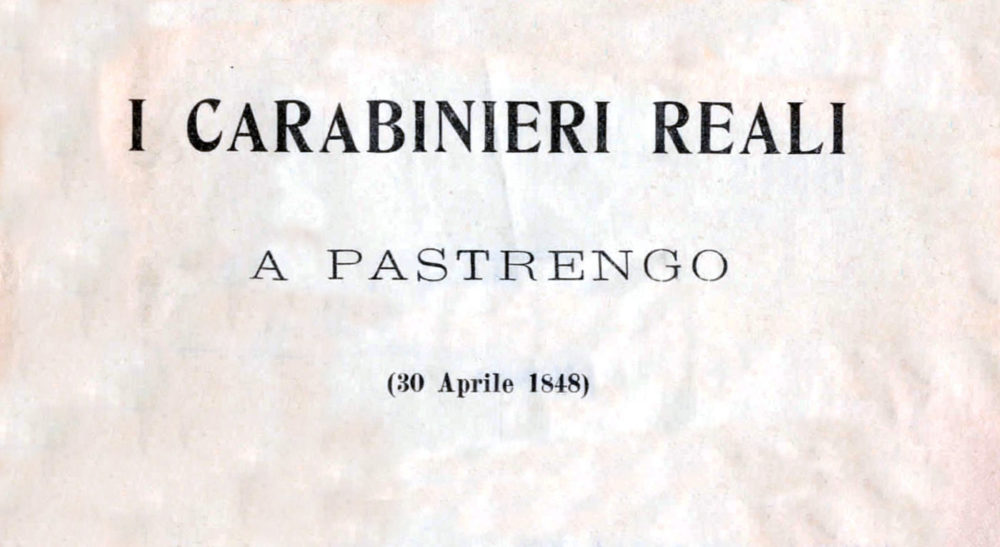 I CARABINIERI REALI
A PASTRENGO
(30 Aprile 1848)